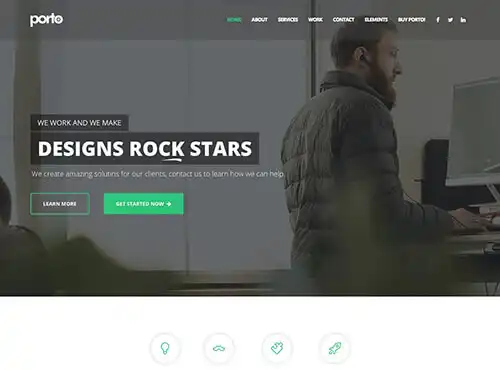 porto
HOME ABOUT SERVICES WORK CONTACT ELEMENTS BUY PORTO!
WE WORK AND WE MAKE
DESIGNS ROCK STARS
We create amazing solutins for our clients, contact us to learn how we can help.
LEARN MORE GET STARTED NOW